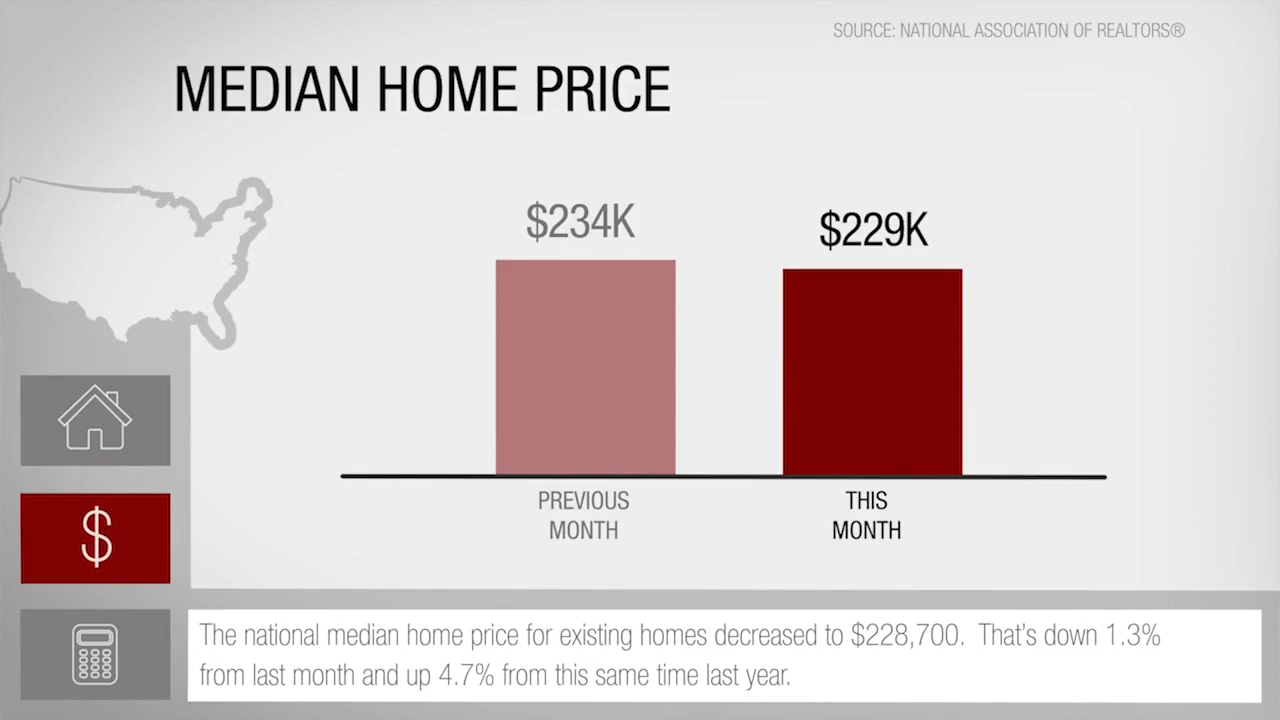 SOURCE: NATIONAL ASSOCIATION OF REALTORS®
MEDIAN HOME PRICE
$234K
$229K
PREVIOUS
MONTH
THIS
MONTH
$
The national median home price for existing homes decreased to $228,700.  That's down 1.3%
from last month and up 4.7% from this same time last year.